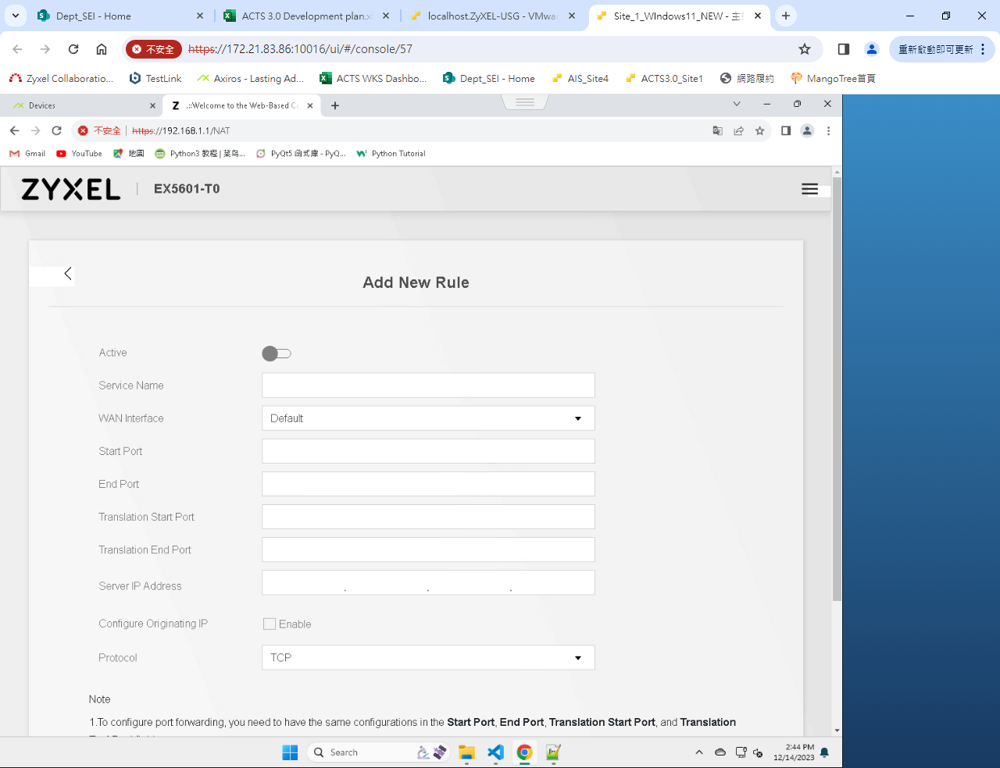 Dept_SEI - Home
ACTS 3.0 Development plan.x
localhost.ZyXEL-USG - VMwa
Site_1_WIndows11_NEW - 主
不安全 https://172.21.83.86:10016/ui/#/console/57
重新啟動即可更新
Zyxel Collaboratio...
TestLink
Axiros - Lasting Ad...
ACTS WKS Dashbo...
Dept_SEI - Home
AIS_Site4
ACTS3.0_Site1
網路履約
MangoTree首頁
Devices
.::Welcome to the Web-Based C
不安全 https://192.168.1.1/NAT
Gmail
YouTube
地圖
Python3 教程 | 菜鸟...
PyQt5 函式庫 - PyQ...
Python Tutorial
ZYXEL
EX5601-T0
Add New Rule
Active
Service Name
WAN Interface
Default
Start Port
End Port
Translation Start Port
Translation End Port
Server IP Address
. . .
Configure Originating IP
Enable
Protocol
TCP
Note
1.To configure port forwarding, you need to have the same configurations in the Start Port, End Port, Translation Start Port, and Translation
Search
2:44 PM
12/14/2023